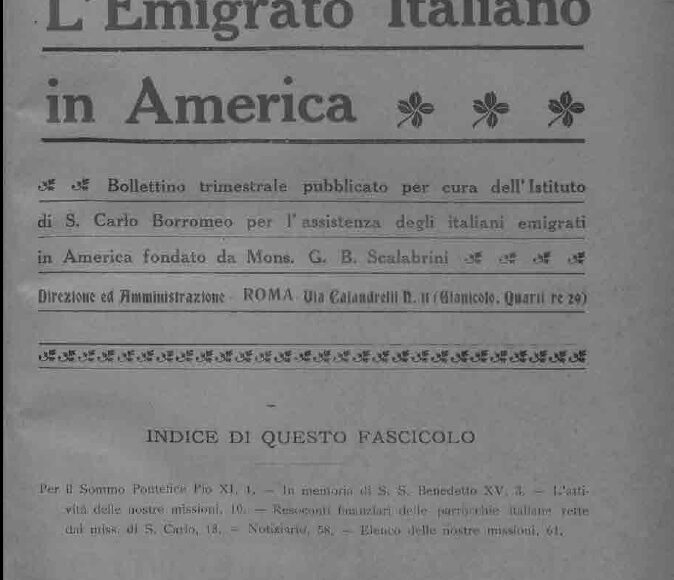 L'Emigrato Italiano
in America
Bollettino trimestrale pubblicato per cura dell'Istituto
di S. Carlo Borromeo per l'assistenza degli italiani emigrati
in America fondato da Mons. G. B. Scalabrini
Direzione ed Amministrazione - ROMA - Via Calandrelli N. 11 (Gianicolo, Quartiere 29)
INDICE DI QUESTO FASCICOLO
Per il Sommo Pontefice Pio XI, 1. — In memoria di S. S. Benedetto XV, 3. — L'atti-
vità delle nostre missioni, 10. — Resoconti finanziari delle parrocchie italiane rette
dai miss. di S. Carlo, 18. — Notiziario, 58. — Elenco delle nostre missioni, 61.